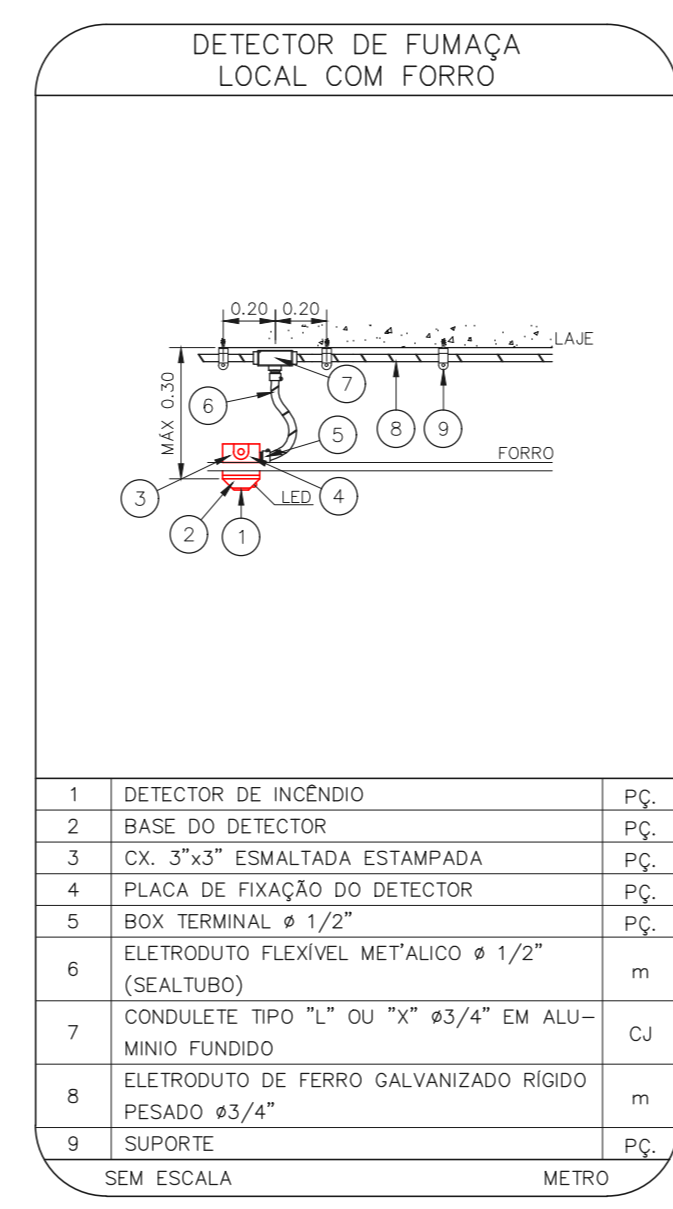 DETECTOR DE FUMAÇA
LOCAL COM FORRO
0.20 0.20
LAJE
MÁX 0.30
7
6
5
8
9
FORRO
3
LED
4
2
1
1 DETECTOR DE INCÊNDIO PÇ.
2 BASE DO DETECTOR PÇ.
3 CX. 3"x3" ESMALTADA ESTAMPADA PÇ.
4 PLACA DE FIXAÇÃO DO DETECTOR PÇ.
5 BOX TERMINAL ø 1/2" PÇ.
6 ELETRODUTO FLEXÍVEL MET'ALICO ø 1/2"
(SEALTUBO) m
7 CONDULETE TIPO "L" OU "X" ø3/4" EM ALU-
MINIO FUNDIDO CJ
8 ELETRODUTO DE FERRO GALVANIZADO RÍGIDO
PESADO ø3/4" m
9 SUPORTE PÇ.
SEM ESCALA METRO